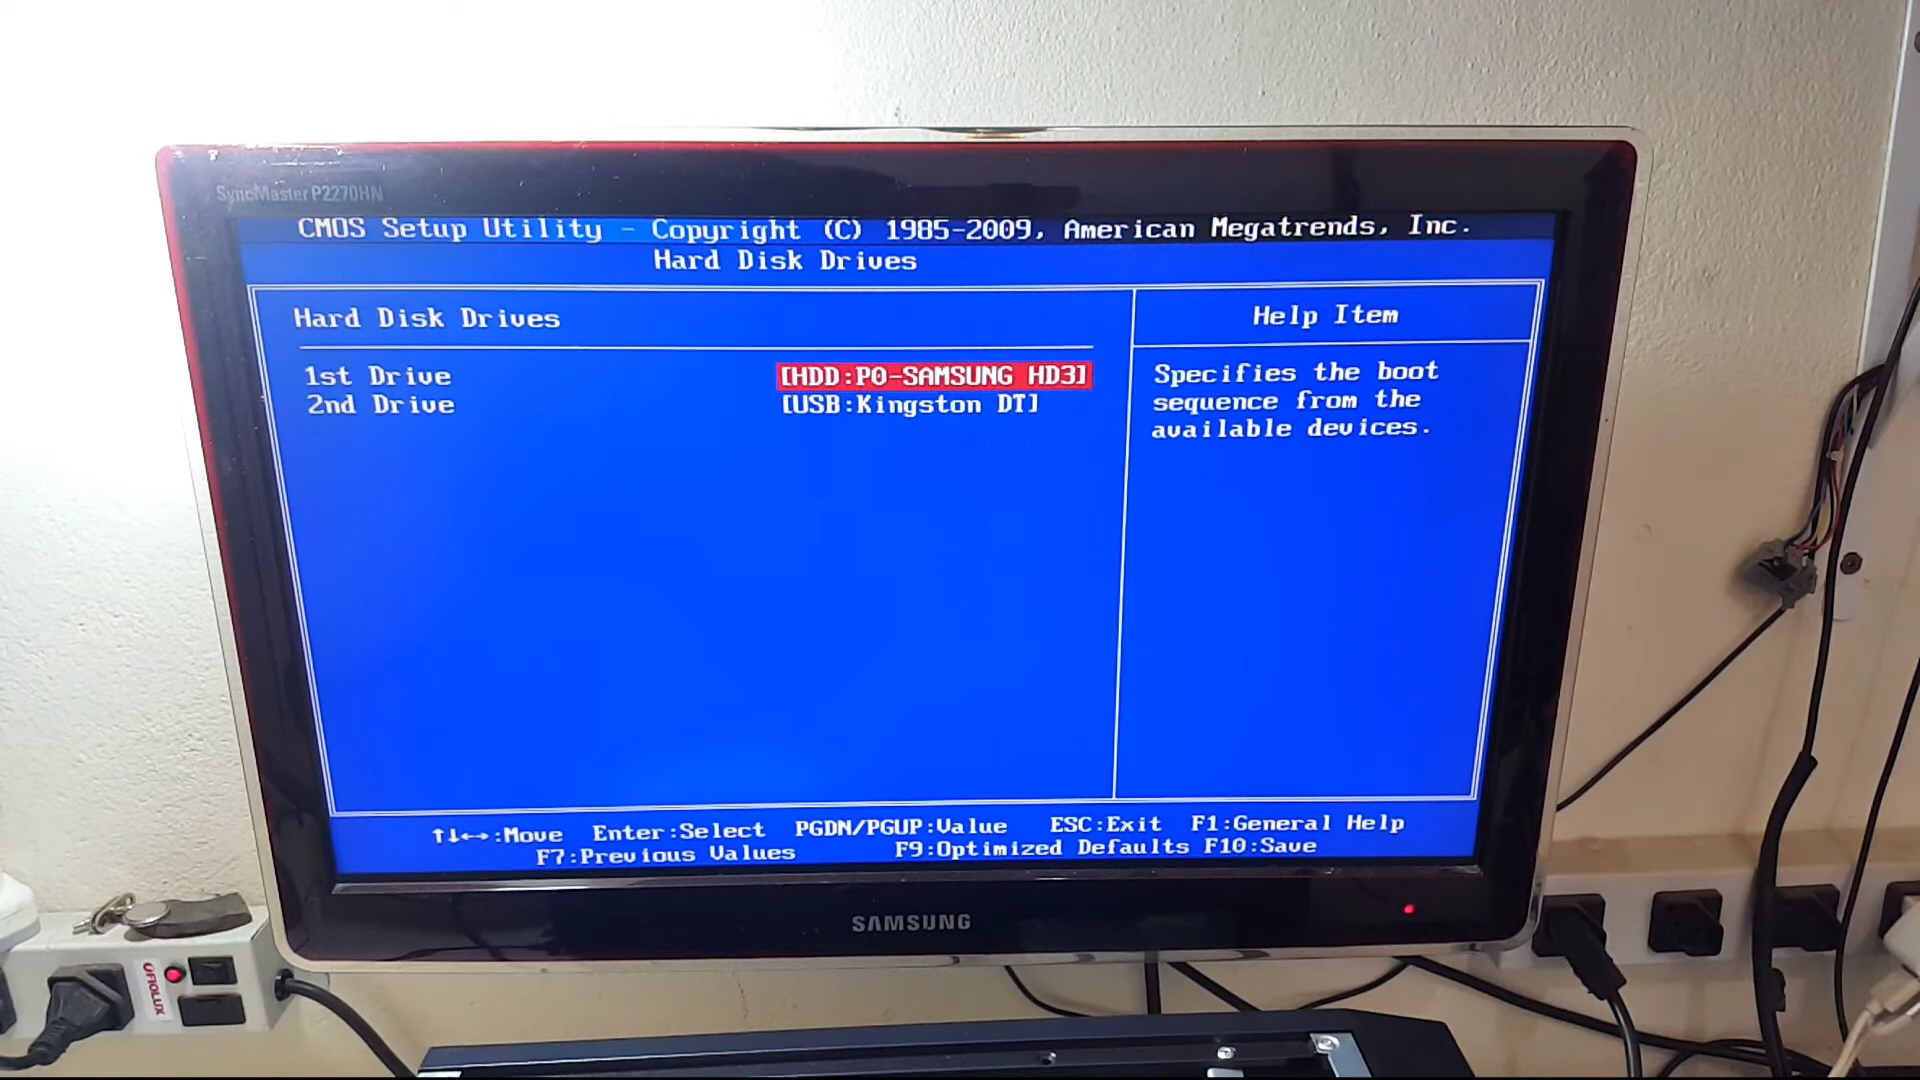 SyncMaster P2270HN
CMOS Setup Utility - Copyright (C) 1985-2009, American Megatrends, Inc.
Hard Disk Drives
Hard Disk Drives
1st Drive [HDD:P0-SAMSUNG HD3]
2nd Drive [USB:Kingston DT]
Help Item
Specifies the boot
sequence from the
available devices.
↑↓←→:Move Enter:Select PGDN/PGUP:Value ESC:Exit F1:General Help
F7:Previous Values F9:Optimized Defaults F10:Save
SAMSUNG
UFIOLUX